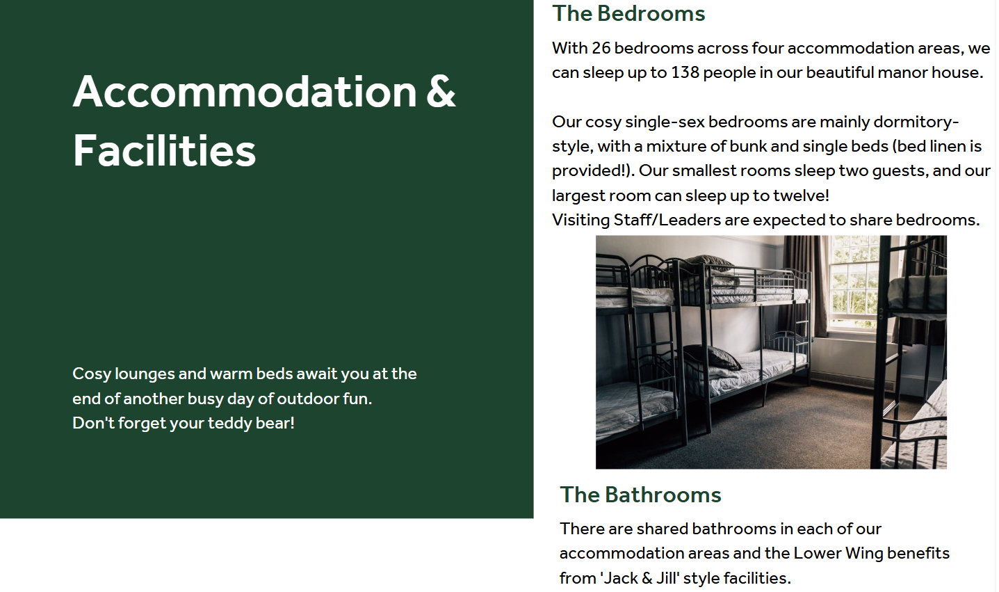 Accommodation &
Facilities
Cosy lounges and warm beds await you at the
end of another busy day of outdoor fun.
Don't forget your teddy bear!
The Bedrooms
With 26 bedrooms across four accommodation areas, we
can sleep up to 138 people in our beautiful manor house.
Our cosy single-sex bedrooms are mainly dormitory-
style, with a mixture of bunk and single beds (bed linen is
provided!). Our smallest rooms sleep two guests, and our
largest room can sleep up to twelve!
Visiting Staff/Leaders are expected to share bedrooms.
The Bathrooms
There are shared bathrooms in each of our
accommodation areas and the Lower Wing benefits
from 'Jack & Jill' style facilities.